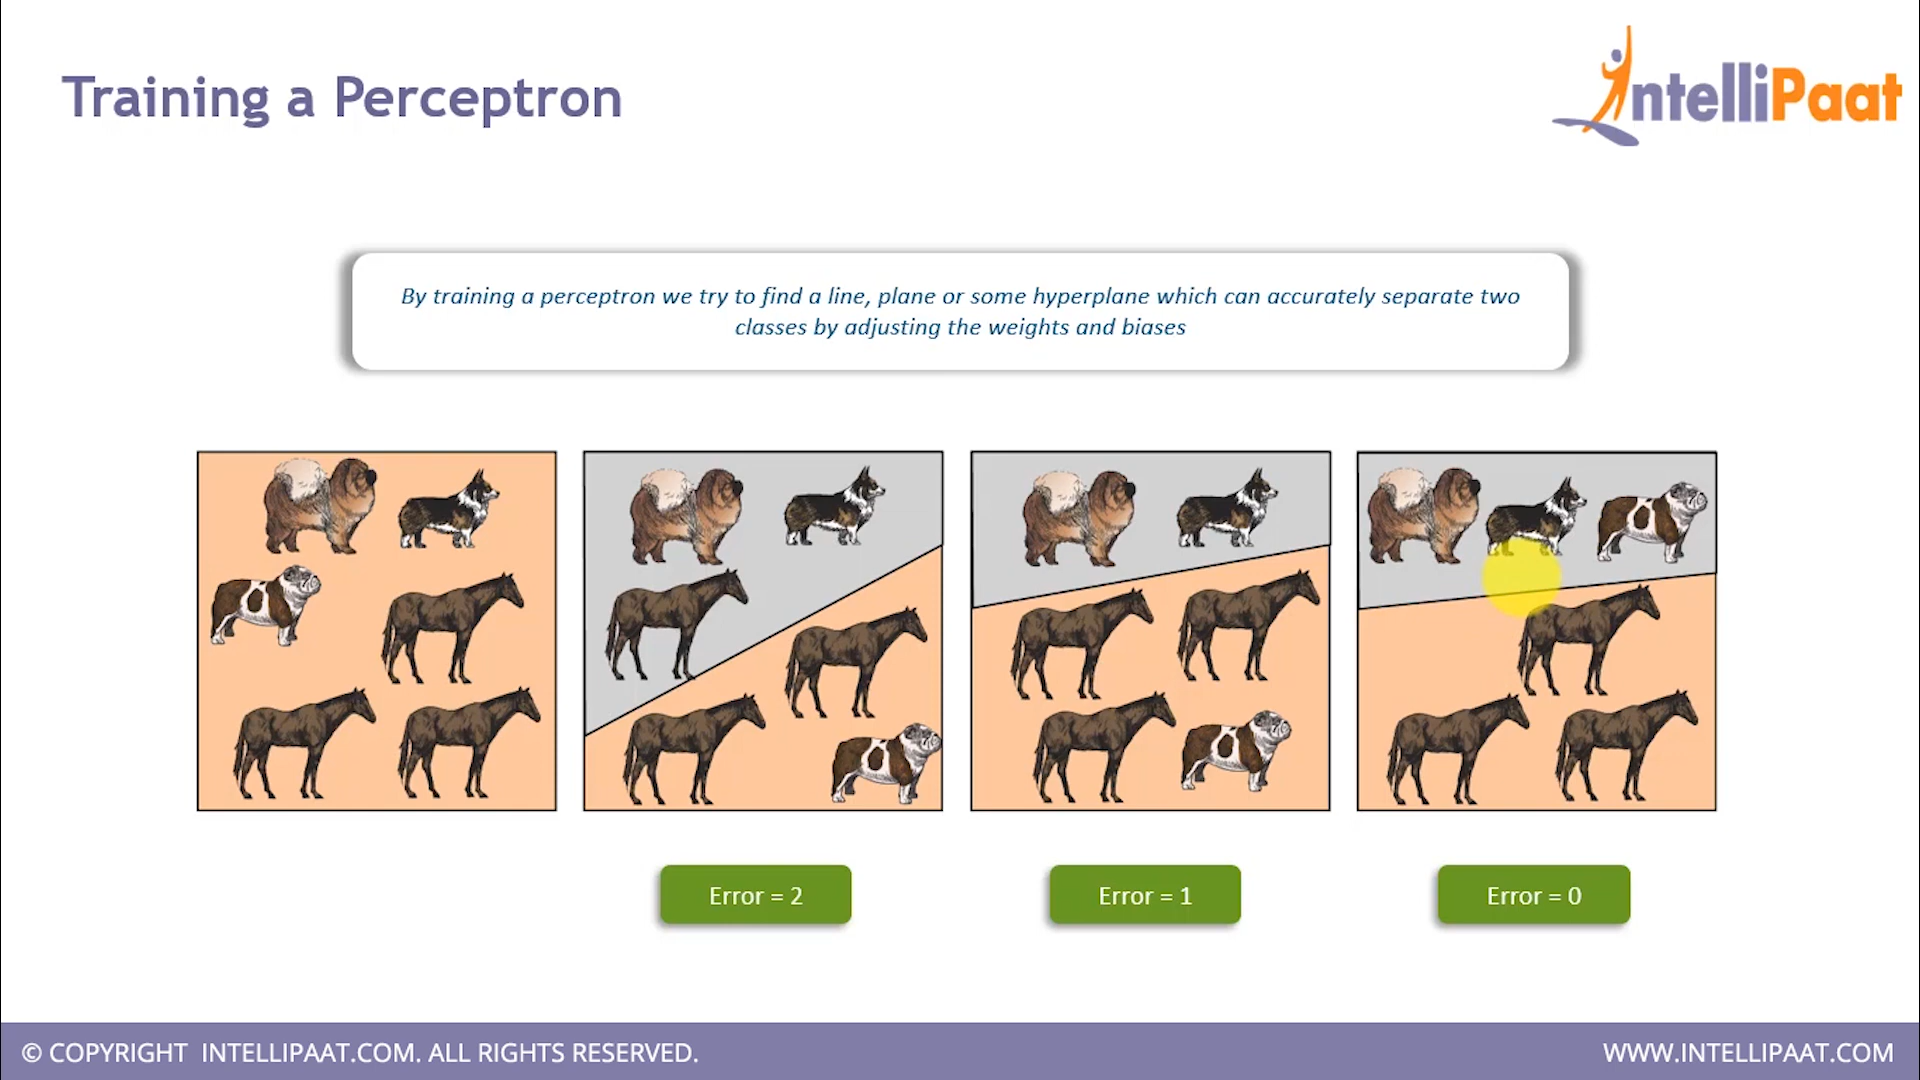 Training a Perceptron
IntelliPaat
By training a perceptron we try to find a line, plane or some hyperplane which can accurately separate two
classes by adjusting the weights and biases
Error = 2
Error = 1
Error = 0
© COPYRIGHT INTELLIPAAT.COM. ALL RIGHTS RESERVED.
WWW.INTELLIPAAT.COM